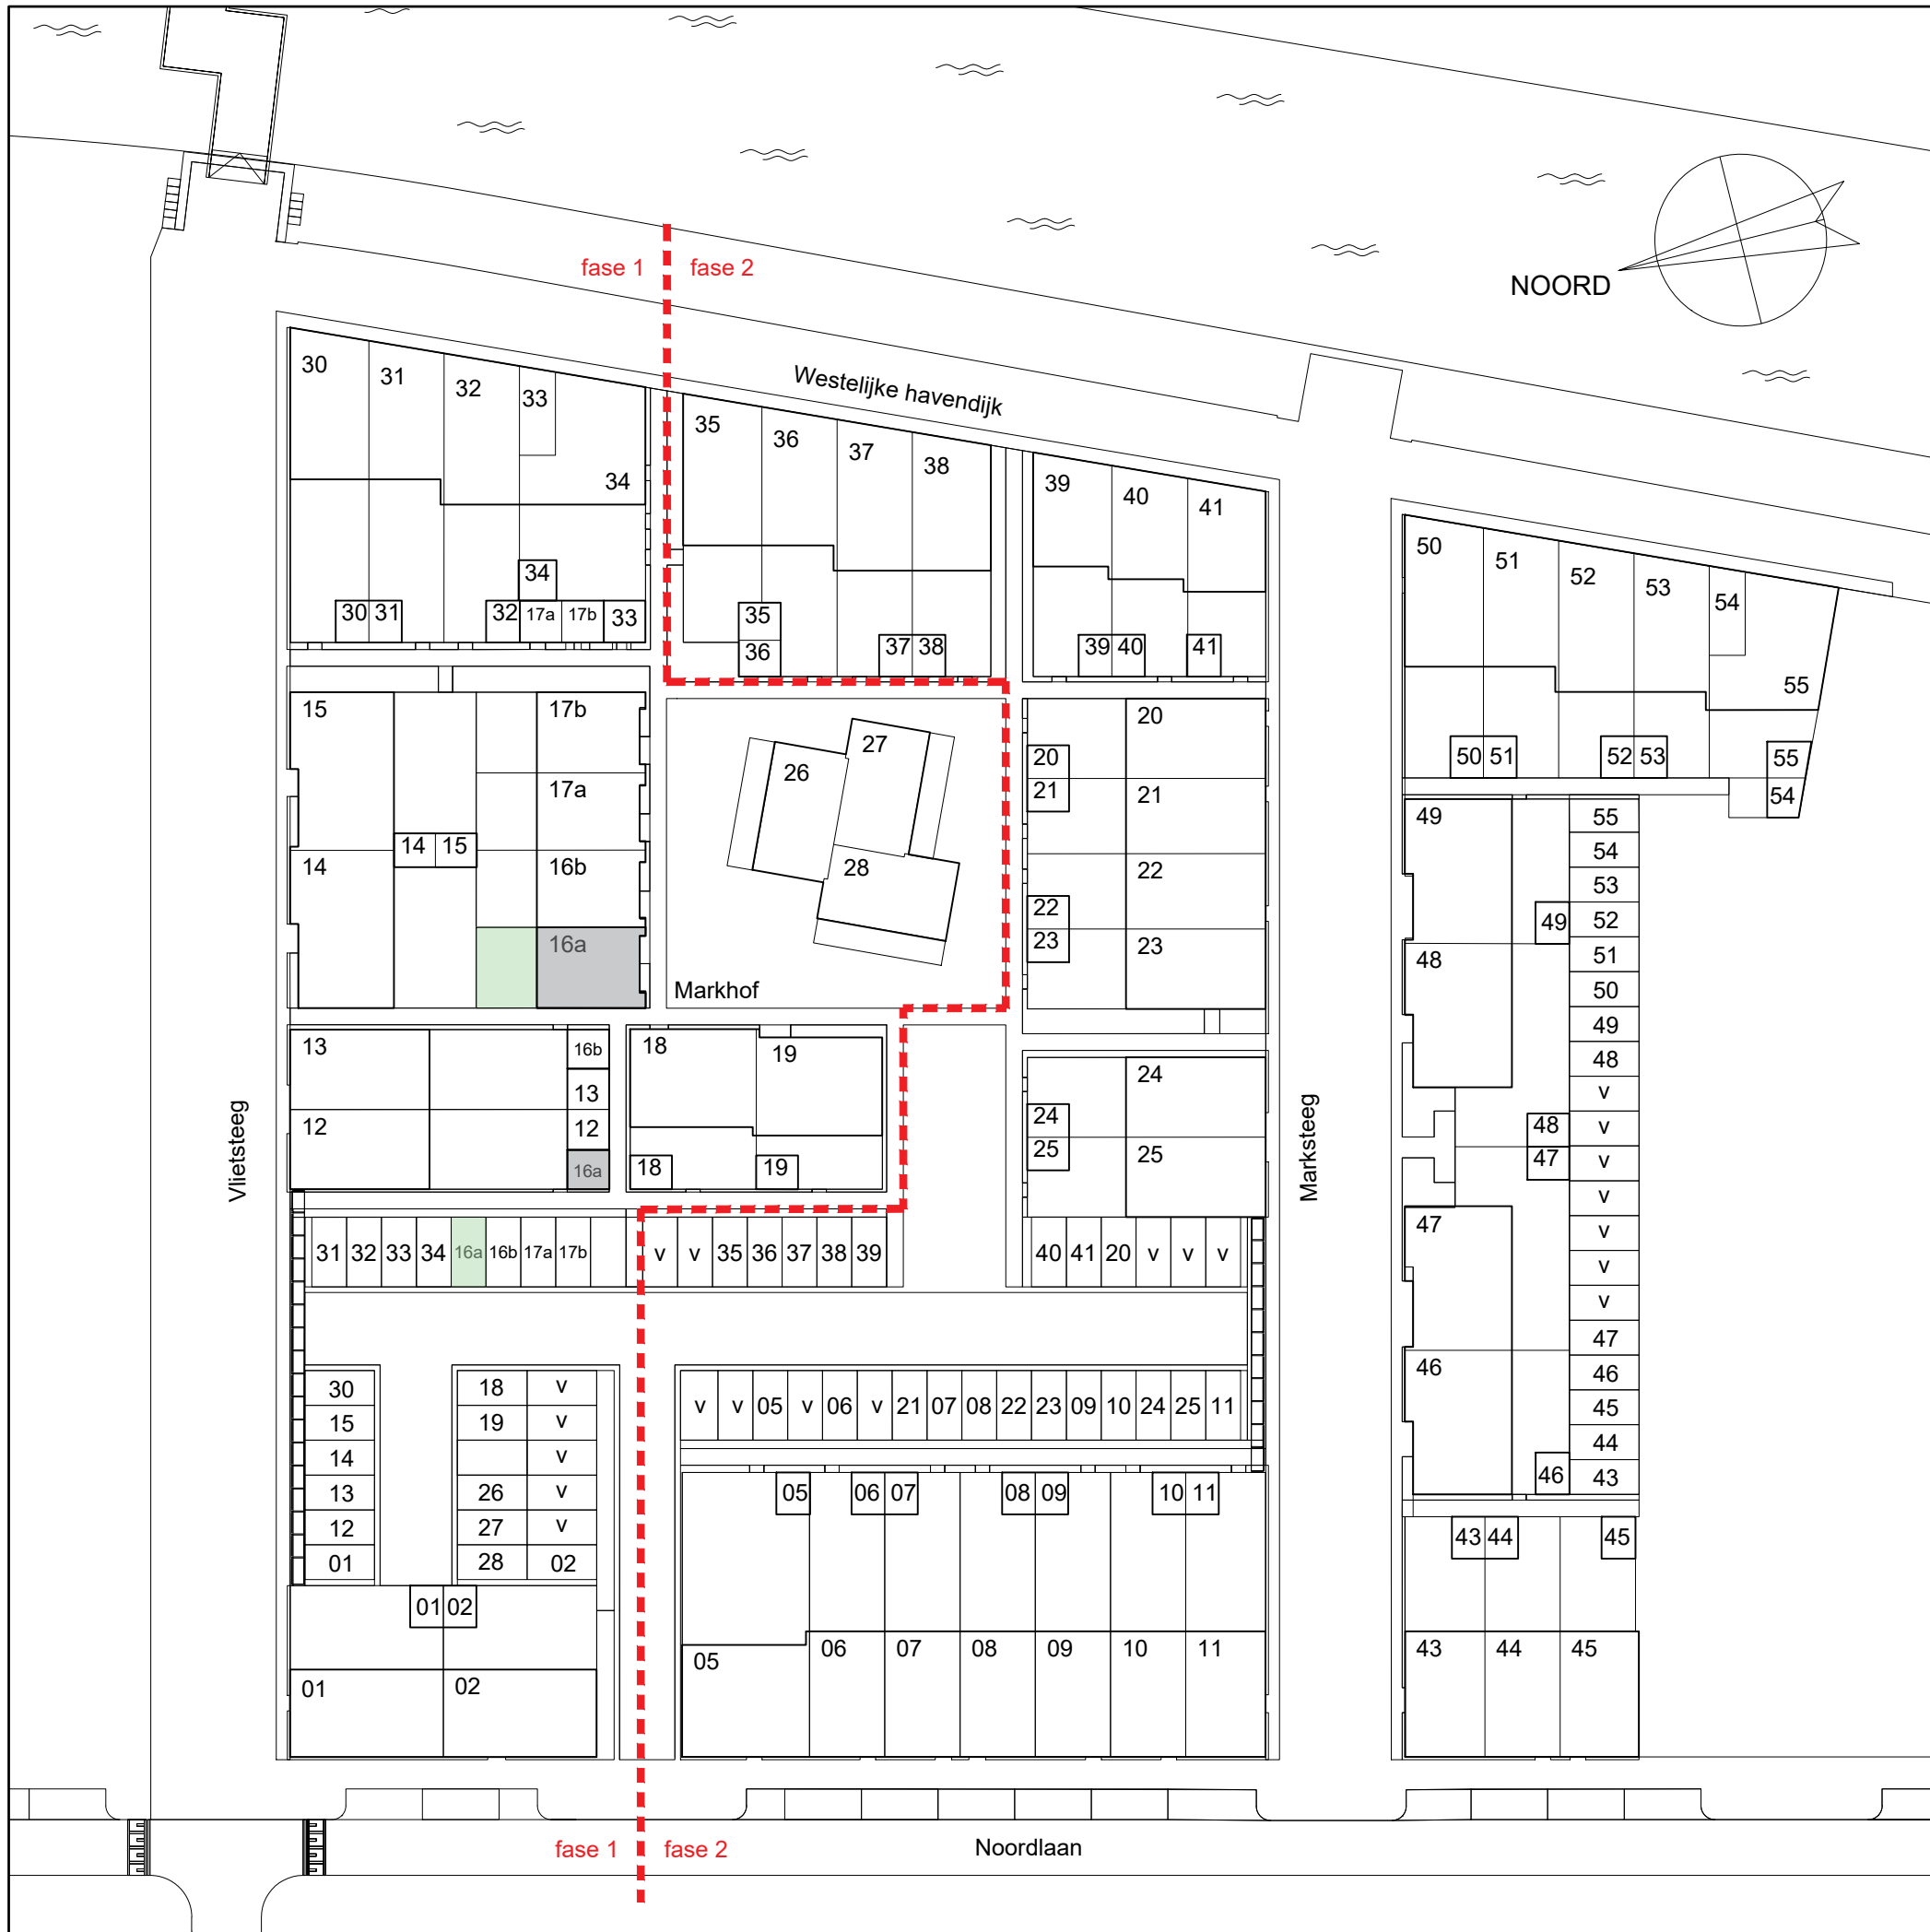 fase 1 fase 2
NOORD
Westelijke havendijk
30 31 32 33 34
35 36 37 38
39 40 41
50 51 52 53 54 55
34
30 31 32 17a 17b 33
35
36
37 38
39 40 41
50 51 52 53 55
54
15 17b
17a
14 15
14 16b
16a
26 27
28
Markhof
20
20
21
21
22
22
23
23
49
49
48
55
54
53
52
51
50
49
48
v
v
v
v
v
v
v
47
46
45
44
43
13 16b
13
12 12
16a
18 19
18 19
24
24
25
25
48
47
47
46
46
Vlietsteeg
Marksteeg
31 32 33 34 16a 16b 17a 17b
v v 35 36 37 38 39
40 41 20 v v v
30 18 v
15 19 v
14 v
13 26 v
12 27 v
01 28 02
v v 05 v 06 v 21 07 08 22 23 09 10 24 25 11
05 06 07 08 09 10 11
43 44 45
01 02
01 02
05 06 07 08 09 10 11
43 44 45
fase 1 fase 2
Noordlaan